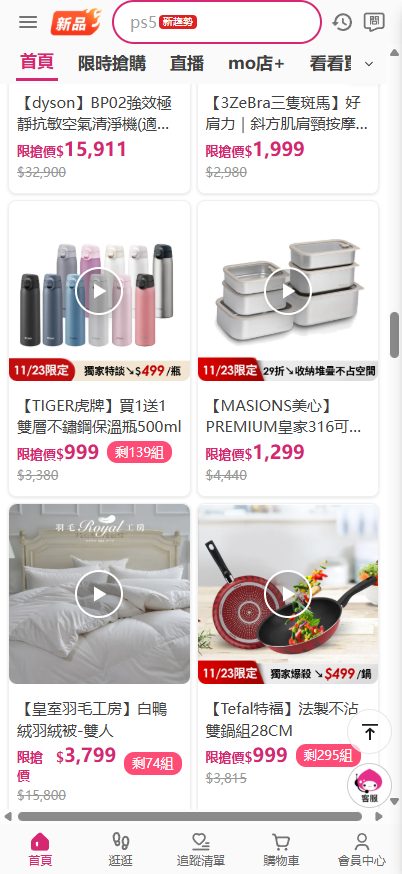 新品
ps5 新趨勢
問
首頁 限時搶購 直播 mo店+ 看看買
【dyson】BP02強效極
靜抗敏空氣清淨機(適...
限搶價$15,911
$32,900
【3ZeBra三隻斑馬】好
肩力｜斜方肌肩頸按摩...
限搶價$1,999
$2,980
11/23限定 獨家特談↘$499/瓶
【TIGER虎牌】買1送1
雙層不鏽鋼保溫瓶500ml
限搶價$999 剩139組
$3,380
11/23限定 29折↘收納堆疊不占空間
【MASIONS美心】
PREMIUM皇家316可...
限搶價$1,299
$4,440
羽毛Royal工房
【皇室羽毛工房】白鴨
絨羽絨被-雙人
限搶價 $3,799 剩74組
$15,800
11/23限定 獨家爆殺↘$499/鍋
【Tefal特福】法製不沾
雙鍋組28CM
限搶價$999 剩295組
$3,815
客服
首頁 逛逛 追蹤清單 購物車 會員中心